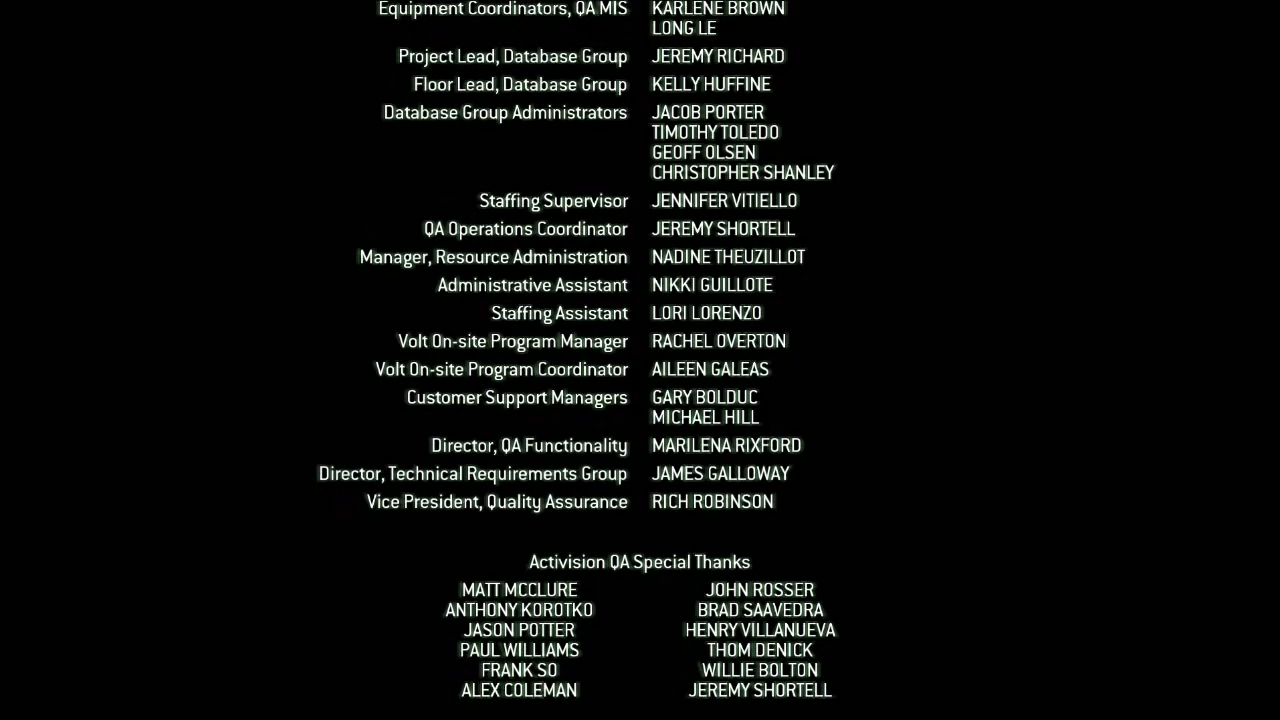 Equipment Coordinators, QA MIS KARLENE BROWN
LONG LE
Project Lead, Database Group JEREMY RICHARD
Floor Lead, Database Group KELLY HUFFINE
Database Group Administrators JACOB PORTER
TIMOTHY TOLEDO
GEOFF OLSEN
CHRISTOPHER SHANLEY
Staffing Supervisor JENNIFER VITIELLO
QA Operations Coordinator JEREMY SHORTELL
Manager, Resource Administration NADINE THEUZILLOT
Administrative Assistant NIKKI GUILLOTE
Staffing Assistant LORI LORENZO
Volt On-site Program Manager RACHEL OVERTON
Volt On-site Program Coordinator AILEEN GALEAS
Customer Support Managers GARY BOLDUC
MICHAEL HILL
Director, QA Functionality MARILENA RIXFORD
Director, Technical Requirements Group JAMES GALLOWAY
Vice President, Quality Assurance RICH ROBINSON
Activision QA Special Thanks
MATT MCCLURE JOHN ROSSER
ANTHONY KOROTKO BRAD SAAVEDRA
JASON POTTER HENRY VILLANUEVA
PAUL WILLIAMS THOM DENICK
FRANK SO WILLIE BOLTON
ALEX COLEMAN JEREMY SHORTELL